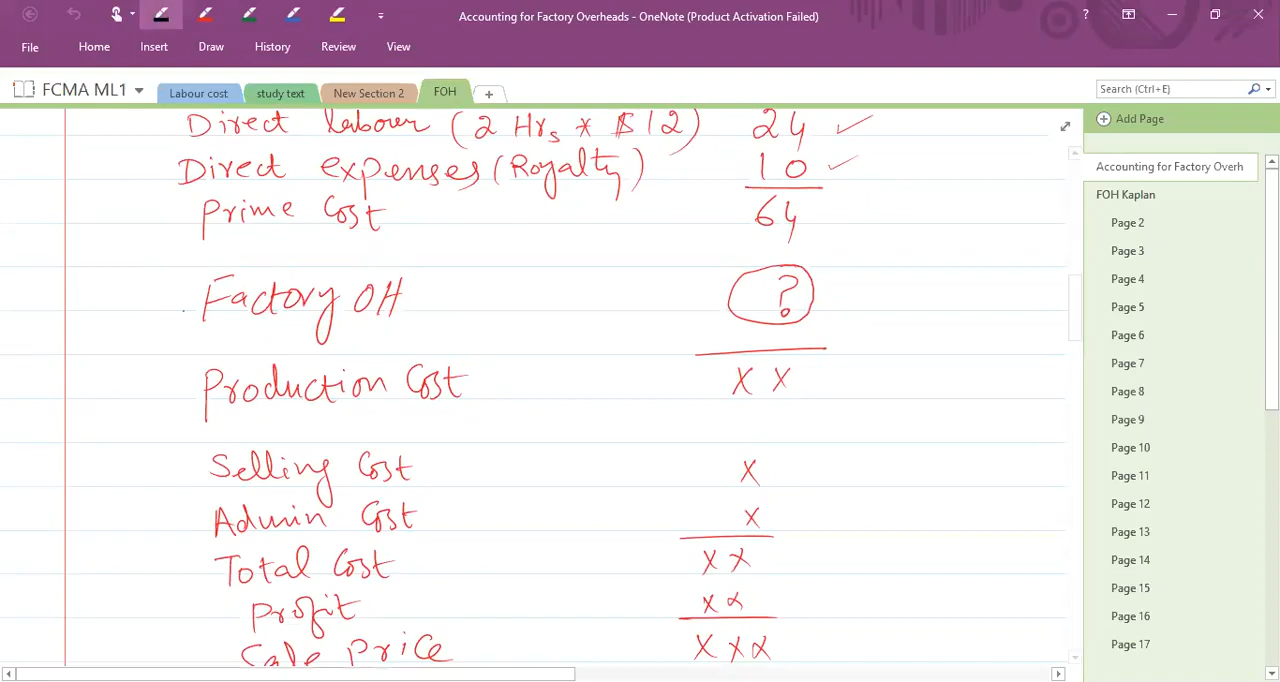 Accounting for Factory Overheads - OneNote (Product Activation Failed)
?
File Home Insert Draw History Review View
FCMA ML1 Labour cost study text New Section 2 FOH +
Search (Ctrl+E)
Add Page
Direct labour (2 Hrs * $12) 24 ✓
Direct expenses (Royalty) 10 ✓
Prime Cost 64
Factory OH ?
Production Cost X X
Selling Cost X
Admin Cost X
Total Cost X X
Profit X X
Sale Price X X X
Accounting for Factory Overh
FOH Kaplan
Page 2
Page 3
Page 4
Page 5
Page 6
Page 7
Page 8
Page 9
Page 10
Page 11
Page 12
Page 13
Page 14
Page 15
Page 16
Page 17